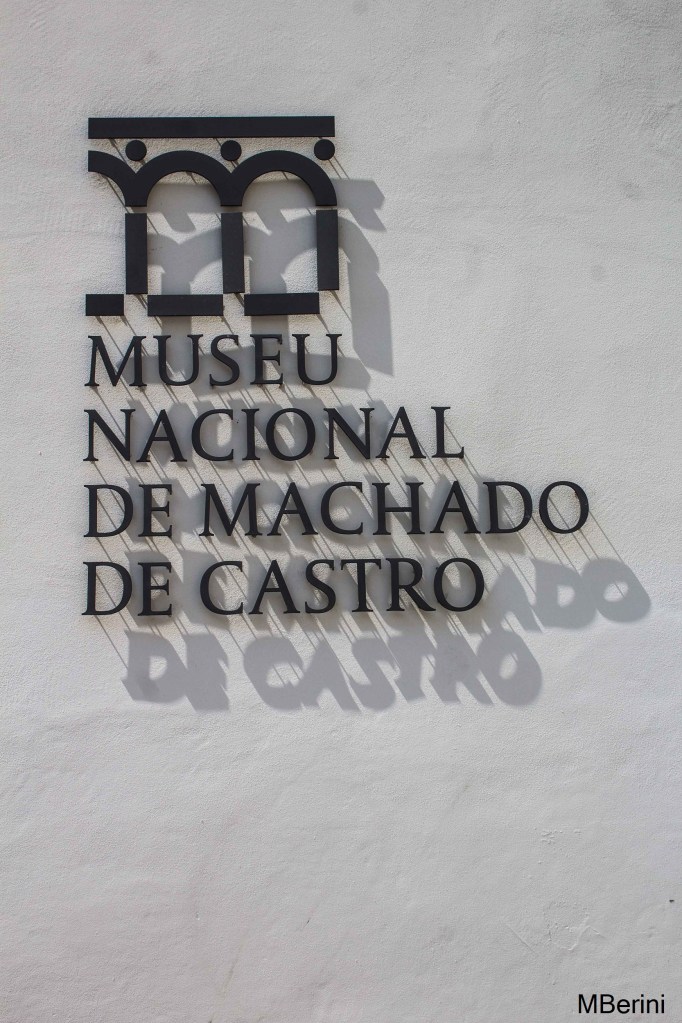 MUSEU
NACIONAL
DE MACHADO
DE CASTRO
MBerini